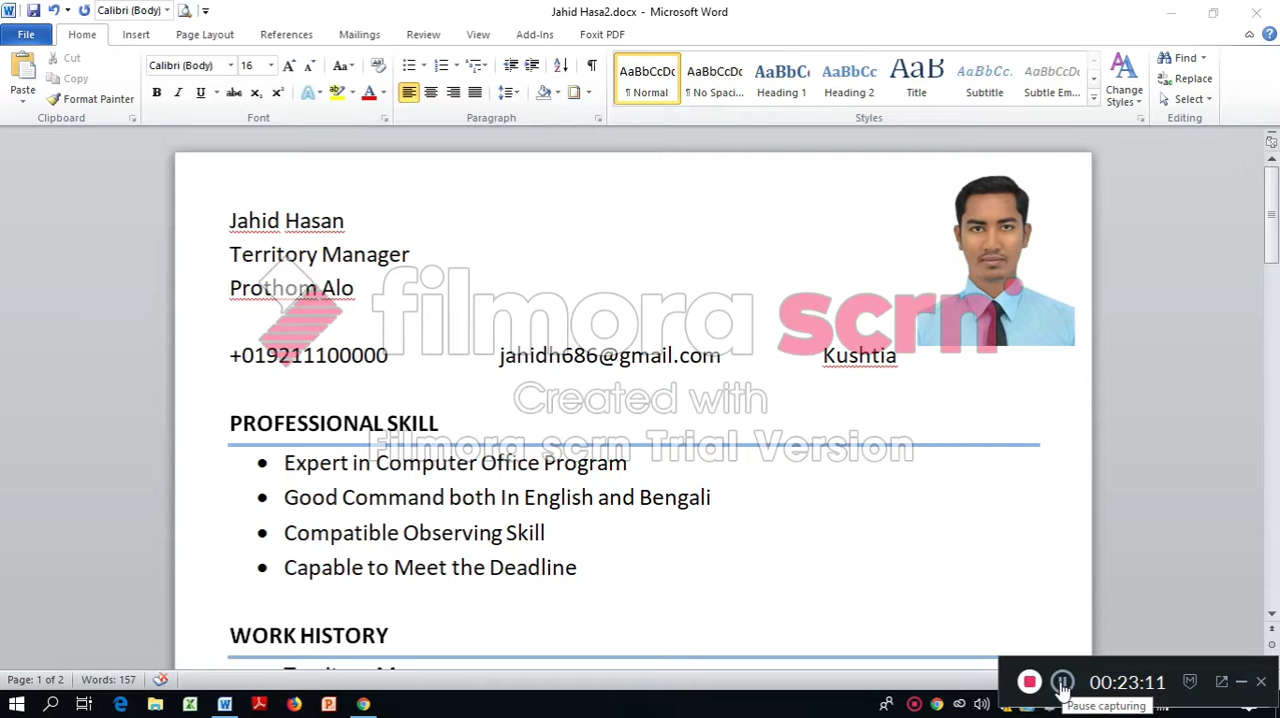 Calibri (Body)
Jahid Hasa2.docx - Microsoft Word
File
Home
Insert
Page Layout
References
Mailings
Review
View
Add-Ins
Foxit PDF
Paste
Cut
Copy
Format Painter
Clipboard
Calibri (Body)
16
Font
Paragraph
AaBbCcDc
¶ Normal
AaBbCcDc
¶ No Spaci...
AaBbCc
Heading 1
AaBbCc
Heading 2
AaB
Title
AaBbCc.
Subtitle
AaBbCcDc
Subtle Em...
Change Styles
Styles
Find
Replace
Select
Editing
Jahid Hasan
Territory Manager
Prothom Alo
filmora scrn
+019211100000 jahidh686@gmail.com Kushtia
Created with
Filmora scrn Trial Version
PROFESSIONAL SKILL
• Expert in Computer Office Program
• Good Command both In English and Bengali
• Compatible Observing Skill
• Capable to Meet the Deadline
WORK HISTORY
Page: 1 of 2
Words: 157
00:23:11
Pause capturing